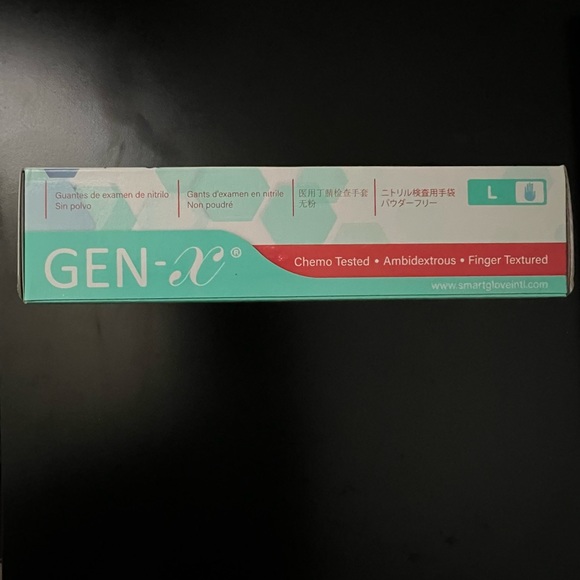 Guantes de examen de nitrilo
Sin polvo
Gants d'examen en nitrile
Non poudré
医用丁腈检查手套
无粉
ニトリル検査用手袋
パウダーフリー
L
GEN-x®
Chemo Tested • Ambidextrous • Finger Textured
www.smartgloveintl.com